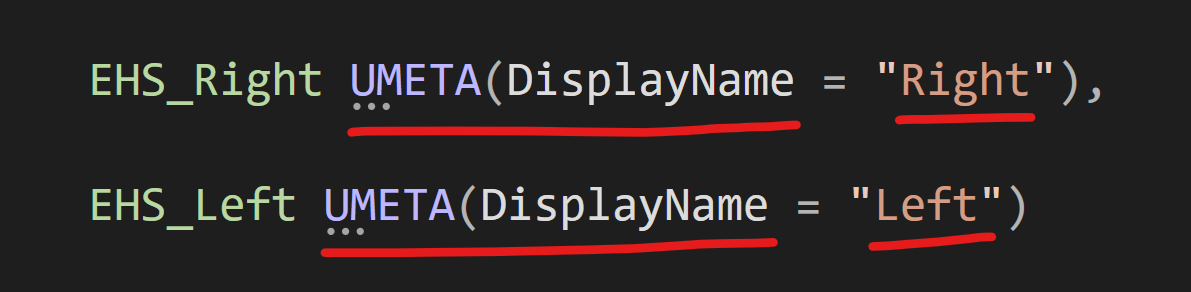 EHS_Right UMETA(DisplayName = "Right"),
EHS_Left UMETA(DisplayName = "Left")